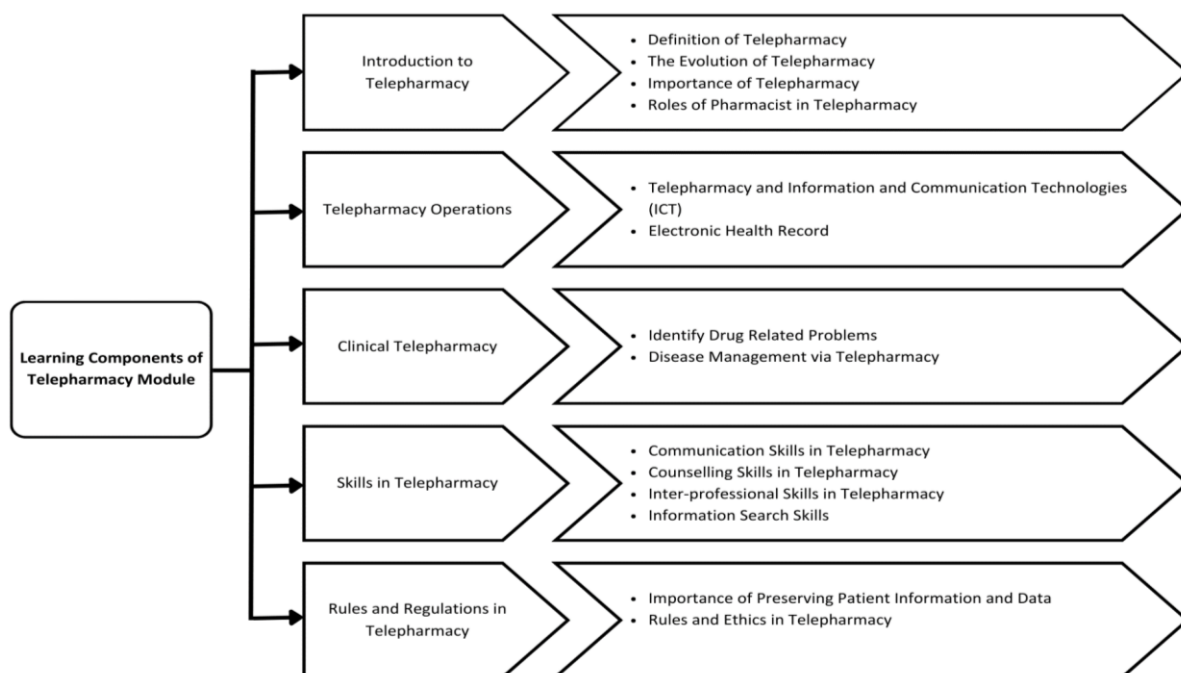 Learning Components of
Telepharmacy Module
Introduction to
Telepharmacy
• Definition of Telepharmacy
• The Evolution of Telepharmacy
• Importance of Telepharmacy
• Roles of Pharmacist in Telepharmacy
Telepharmacy Operations
• Telepharmacy and Information and Communication Technologies
(ICT)
• Electronic Health Record
Clinical Telepharmacy
• Identify Drug Related Problems
• Disease Management via Telepharmacy
Skills in Telepharmacy
• Communication Skills in Telepharmacy
• Counselling Skills in Telepharmacy
• Inter-professional Skills in Telepharmacy
• Information Search Skills
Rules and Regulations in
Telepharmacy
• Importance of Preserving Patient Information and Data
• Rules and Ethics in Telepharmacy